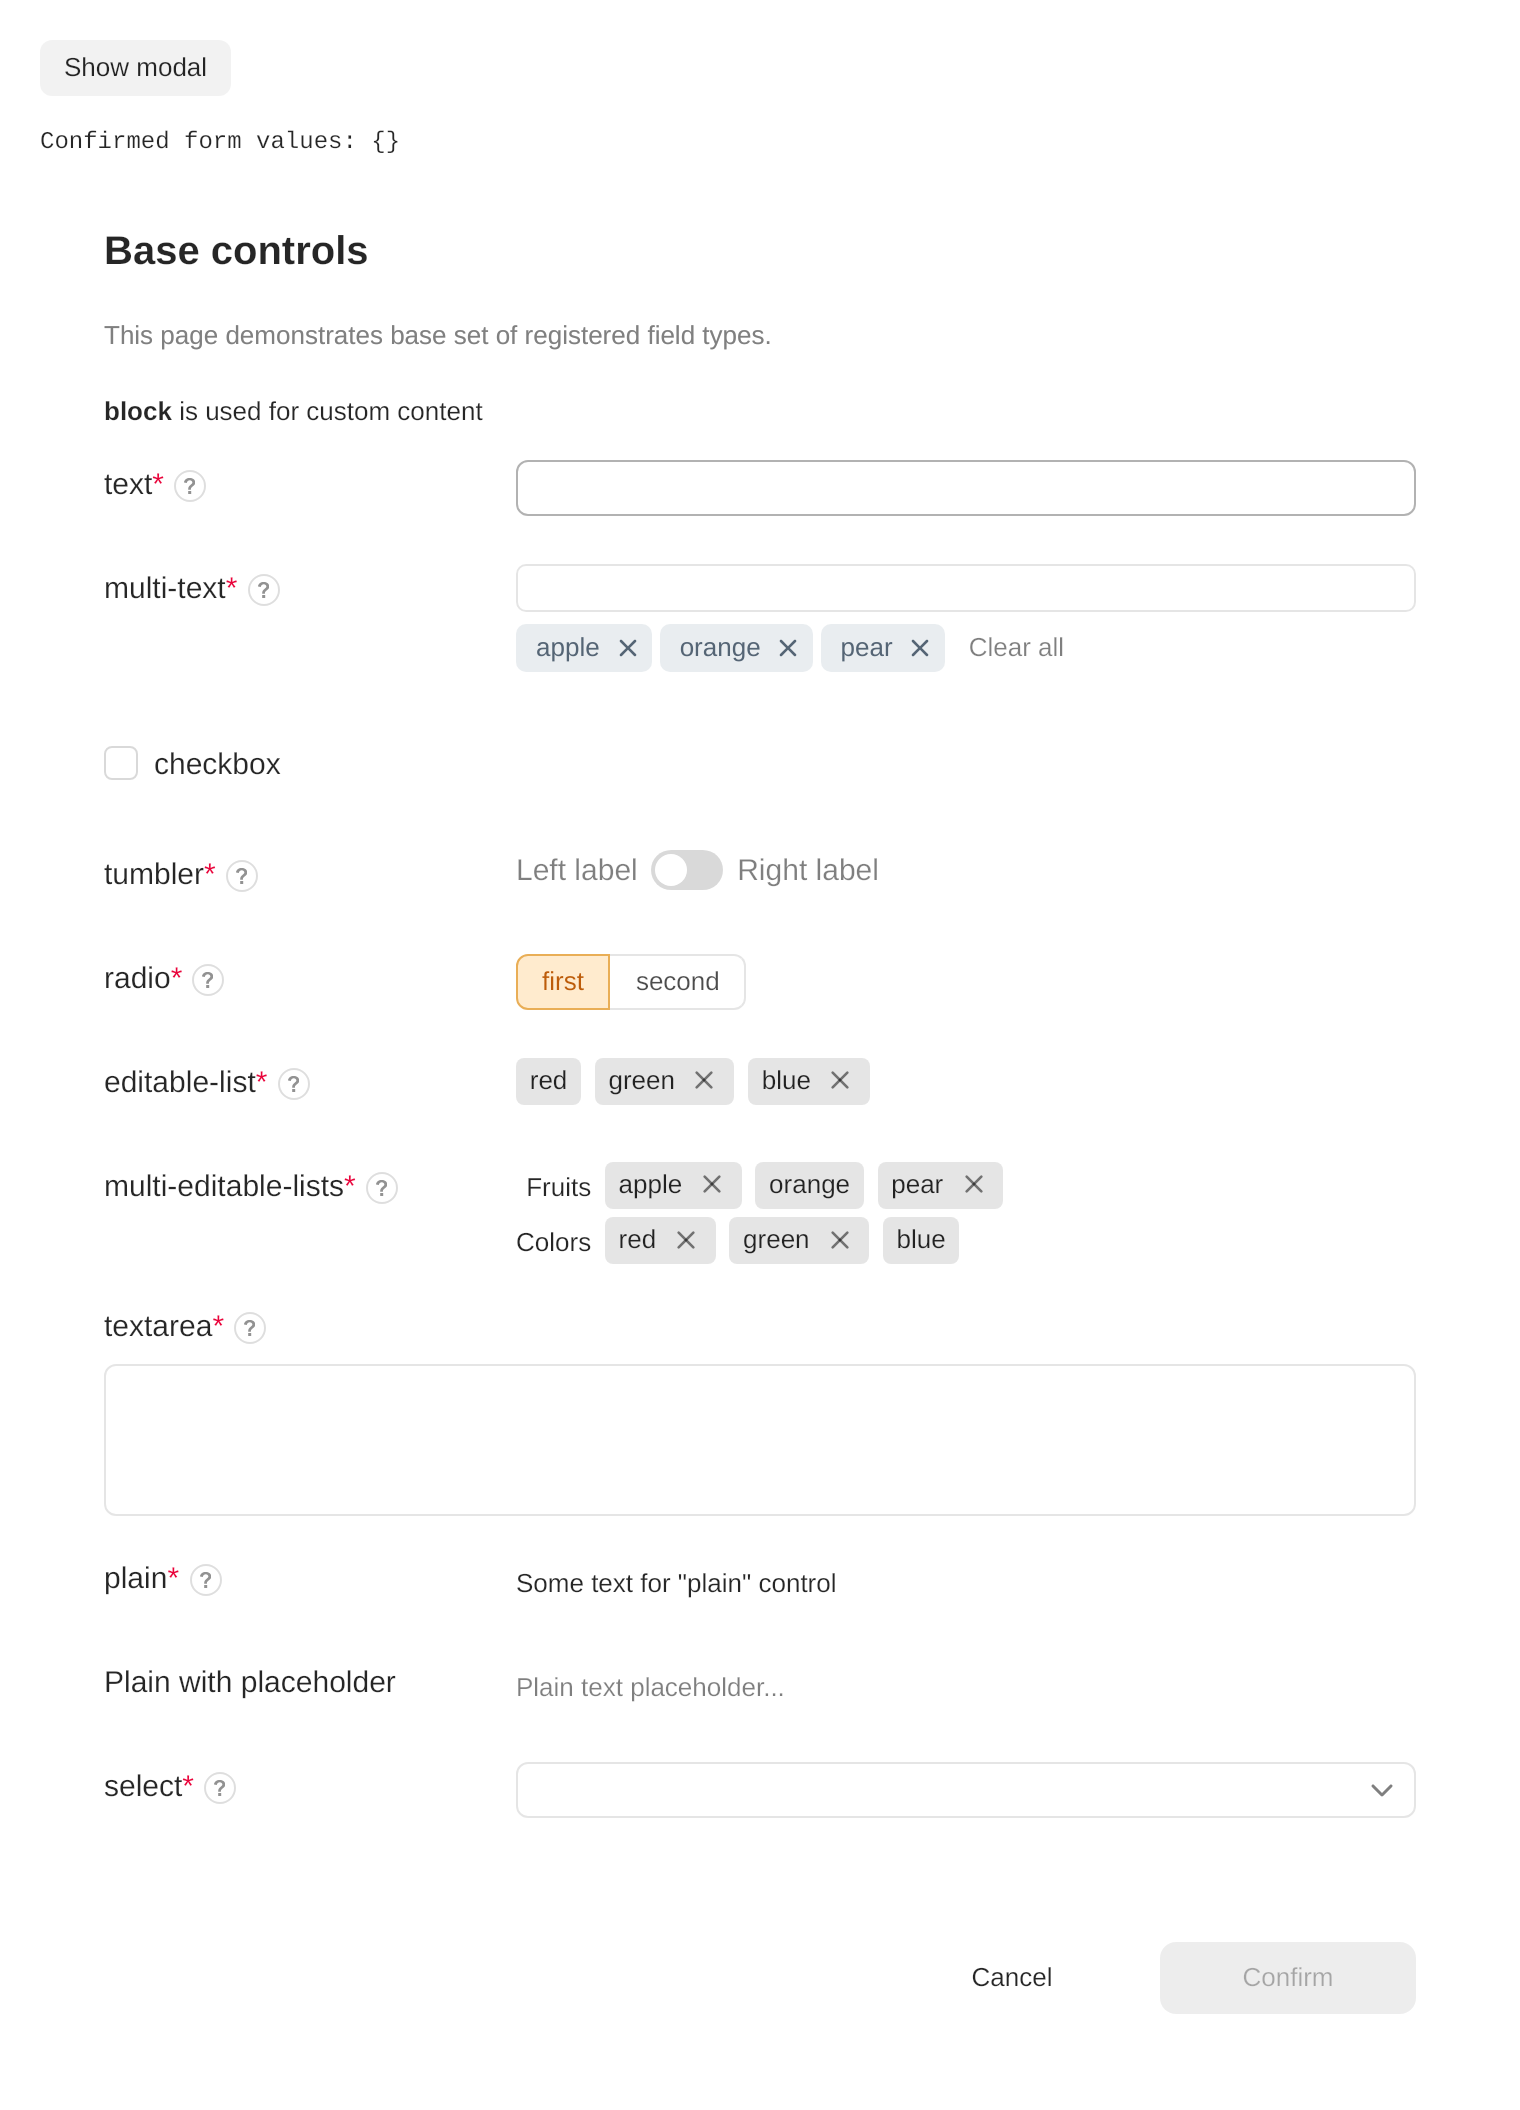 Show modal
Confirmed form values: {}
Base controls
This page demonstrates base set of registered field types.
block is used for custom content
text* ?
multi-text* ?
apple orange pear Clear all
checkbox
tumbler* ? Left label Right label
radio* ? first second
editable-list* ? red green blue
multi-editable-lists* ? Fruits apple orange pear
Colors red green blue
textarea* ?
plain* ? Some text for "plain" control
Plain with placeholder Plain text placeholder...
select* ?
Cancel Confirm